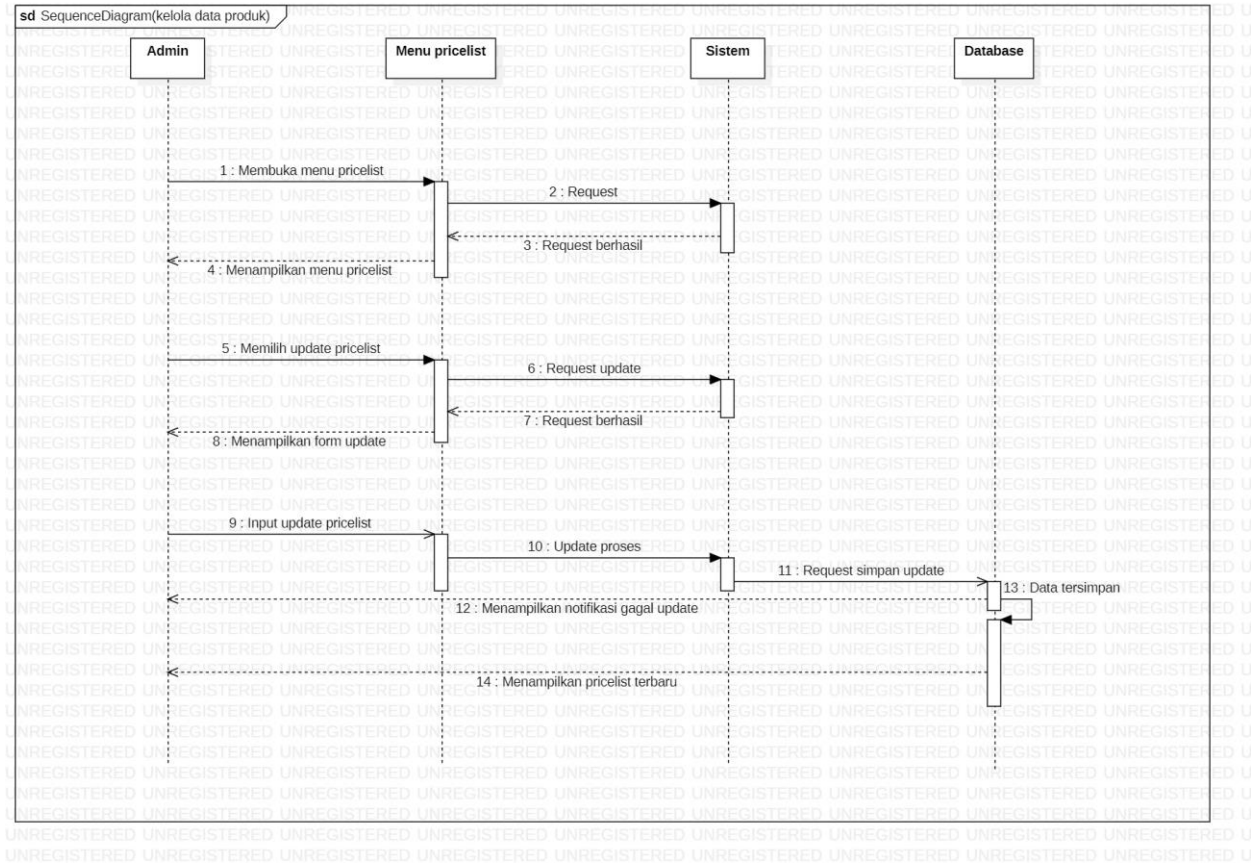 sd SequenceDiagram(kelola data produk)
Admin
Menu pricelist
Sistem
Database
1 : Membuka menu pricelist
2 : Request
3 : Request berhasil
4 : Menampilkan menu pricelist
5 : Memilih update pricelist
6 : Request update
7 : Request berhasil
8 : Menampilkan form update
9 : Input update pricelist
10 : Update proses
11 : Request simpan update
13 : Data tersimpan
12 : Menampilkan notifikasi gagal update
14 : Menampilkan pricelist terbaru
UNREGISTERED